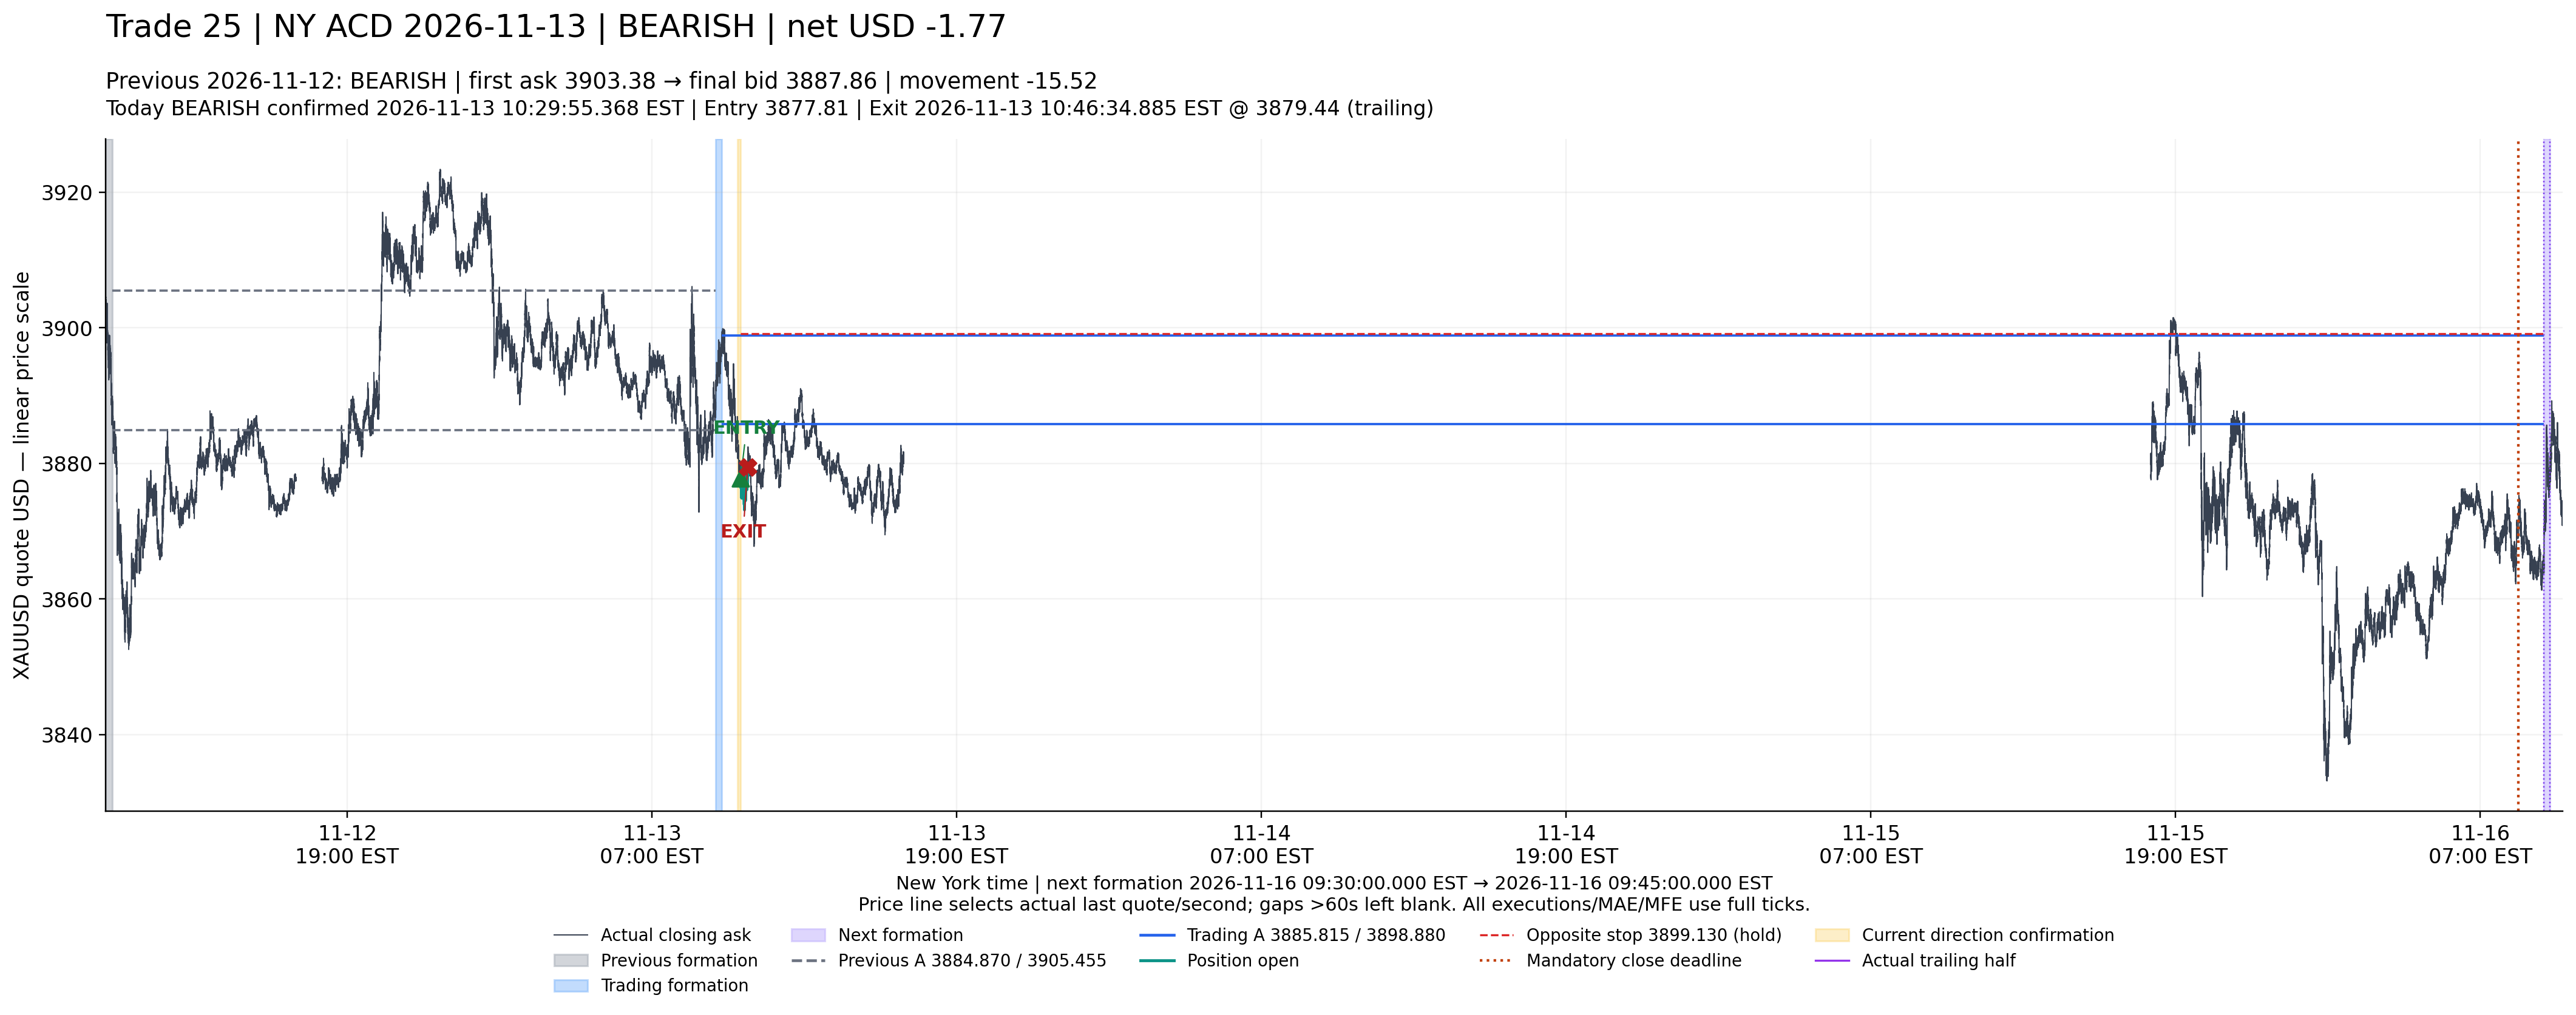 Trade 25 | NY ACD 2026-11-13 | BEARISH | net USD -1.77
Previous 2026-11-12: BEARISH | first ask 3903.38 → final bid 3887.86 | movement -15.52
Today BEARISH confirmed 2026-11-13 10:29:55.368 EST | Entry 3877.81 | Exit 2026-11-13 10:46:34.885 EST @ 3879.44 (trailing)
XAUUSD quote USD — linear price scale
3920
3900
3880
3860
3840
ENTRY
EXIT
11-12
19:00 EST
11-13
07:00 EST
11-13
19:00 EST
11-14
07:00 EST
11-14
19:00 EST
11-15
07:00 EST
11-15
19:00 EST
11-16
07:00 EST
New York time | next formation 2026-11-16 09:30:00.000 EST → 2026-11-16 09:45:00.000 EST
Price line selects actual last quote/second; gaps >60s left blank. All executions/MAE/MFE use full ticks.
Actual closing ask
Previous formation
Trading formation
Next formation
Previous A 3884.870 / 3905.455
Trading A 3885.815 / 3898.880
Position open
Opposite stop 3899.130 (hold)
Mandatory close deadline
Current direction confirmation
Actual trailing half